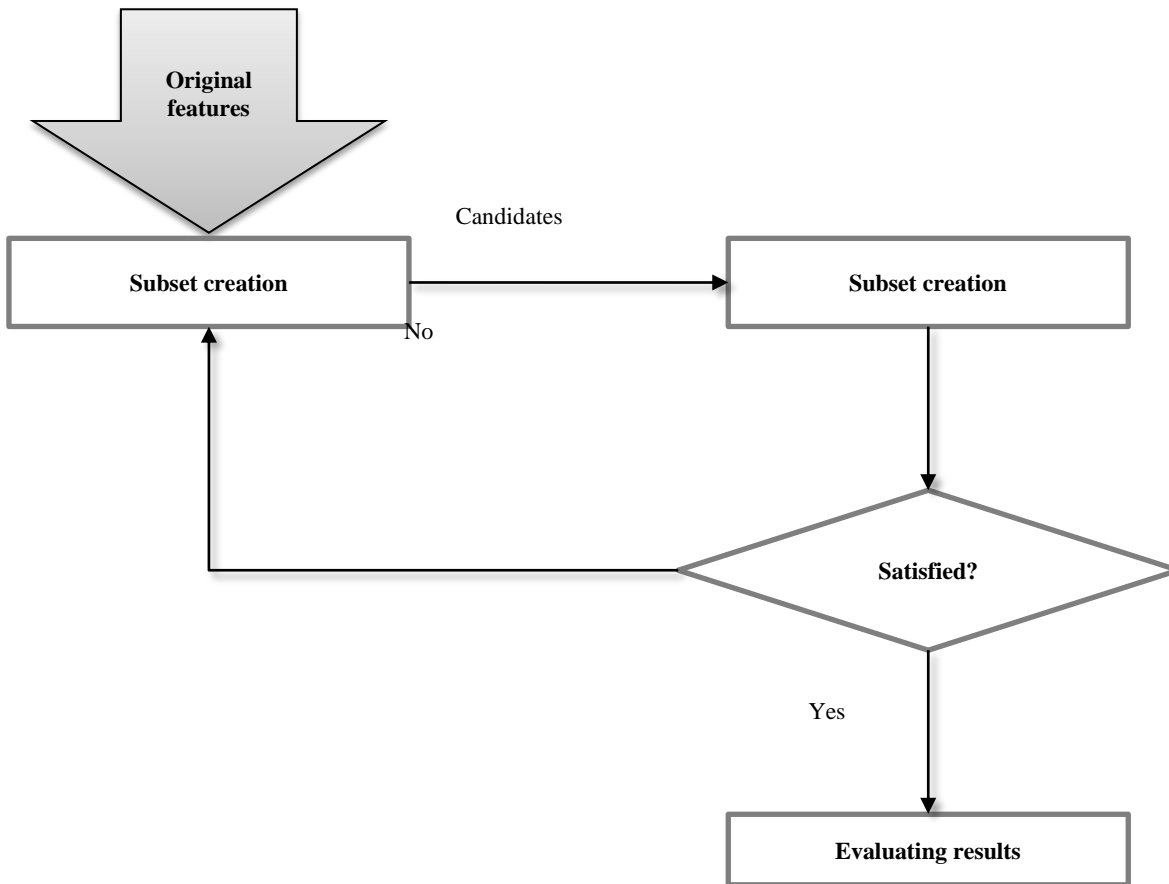 Original
features
Candidates
Subset creation
Subset creation
No
Satisfied?
Yes
Evaluating results